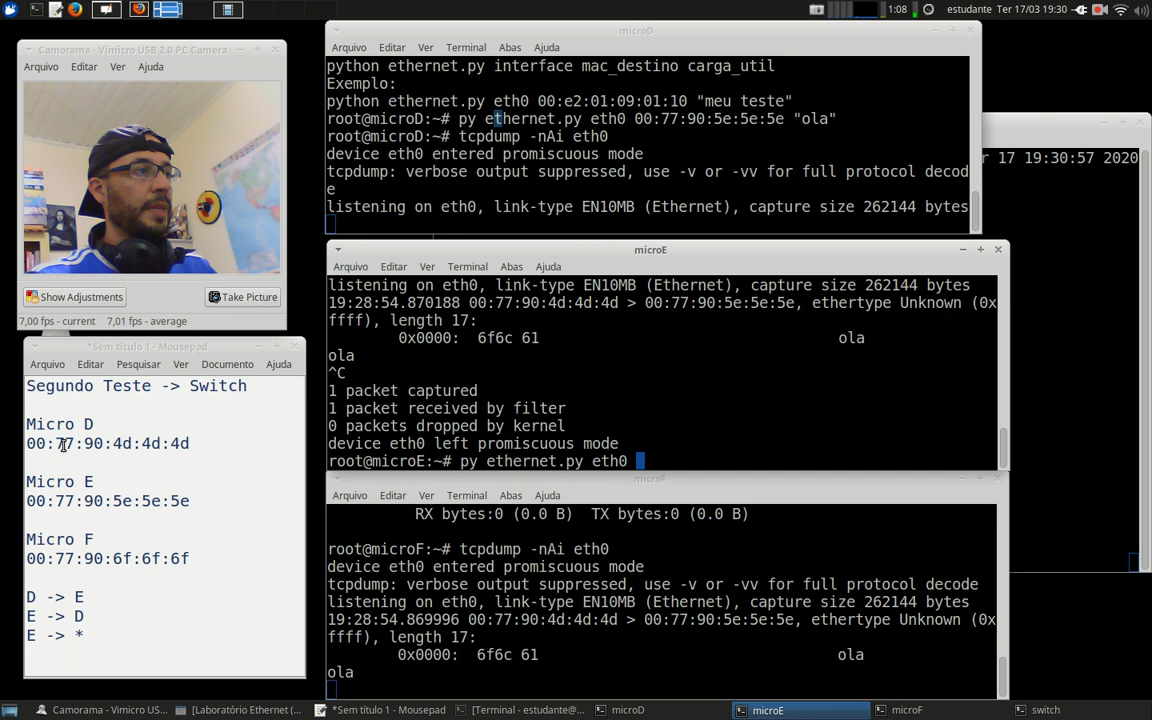 1:08 estudante Ter 17/03 19:30
Camorama - Vimicro USB 2.0 PC Camera
Arquivo Editar Ver Ajuda
Show Adjustments Take Picture
7,00 fps - current 7,01 fps - average
*Sem título 1 - Mousepad
Arquivo Editar Pesquisar Ver Documento Ajuda
Segundo Teste -> Switch
Micro D
00:77:90:4d:4d:4d
Micro E
00:77:90:5e:5e:5e
Micro F
00:77:90:6f:6f:6f
D -> E
E -> D
E -> *
microD
Arquivo Editar Ver Terminal Abas Ajuda
python ethernet.py interface mac_destino carga_util
Exemplo:
python ethernet.py eth0 00:e2:01:09:01:10 "meu teste"
root@microD:~# py ethernet.py eth0 00:77:90:5e:5e:5e "ola"
root@microD:~# tcpdump -nAi eth0
device eth0 entered promiscuous mode
tcpdump: verbose output suppressed, use -v or -vv for full protocol decod
e
listening on eth0, link-type EN10MB (Ethernet), capture size 262144 bytes
r 17 19:30:57 2020
microE
Arquivo Editar Ver Terminal Abas Ajuda
listening on eth0, link-type EN10MB (Ethernet), capture size 262144 bytes
19:28:54.870188 00:77:90:4d:4d:4d > 00:77:90:5e:5e:5e, ethertype Unknown (0x
ffff), length 17:
0x0000: 6f6c 61 ola
ola
^C
1 packet captured
1 packet received by filter
0 packets dropped by kernel
device eth0 left promiscuous mode
root@microE:~# py ethernet.py eth0
microF
Arquivo Editar Ver Terminal Abas Ajuda
RX bytes:0 (0.0 B) TX bytes:0 (0.0 B)
root@microF:~# tcpdump -nAi eth0
device eth0 entered promiscuous mode
tcpdump: verbose output suppressed, use -v or -vv for full protocol decode
listening on eth0, link-type EN10MB (Ethernet), capture size 262144 bytes
19:28:54.869996 00:77:90:4d:4d:4d > 00:77:90:5e:5e:5e, ethertype Unknown (0x
ffff), length 17:
0x0000: 6f6c 61 ola
ola
Camorama - Vimicro US... [Laboratório Ethernet (... *Sem título 1 - Mousepad [Terminal - estudante@... microD microE microF switch